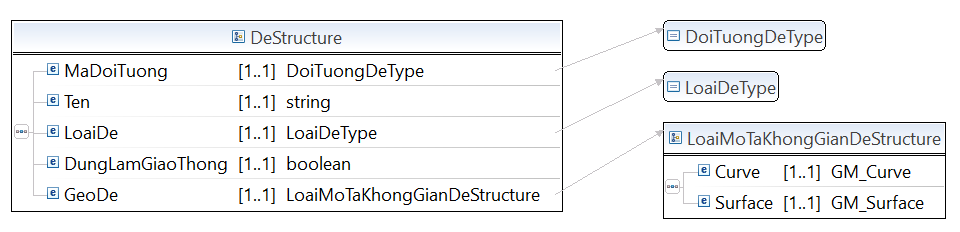 DeStructure
MaDoiTuong [1..1] DoiTuongDeType
Ten [1..1] string
LoaiDe [1..1] LoaiDeType
DungLamGiaoThong [1..1] boolean
GeoDe [1..1] LoaiMoTaKhongGianDeStructure
DoiTuongDeType
LoaiDeType
LoaiMoTaKhongGianDeStructure
Curve [1..1] GM_Curve
Surface [1..1] GM_Surface